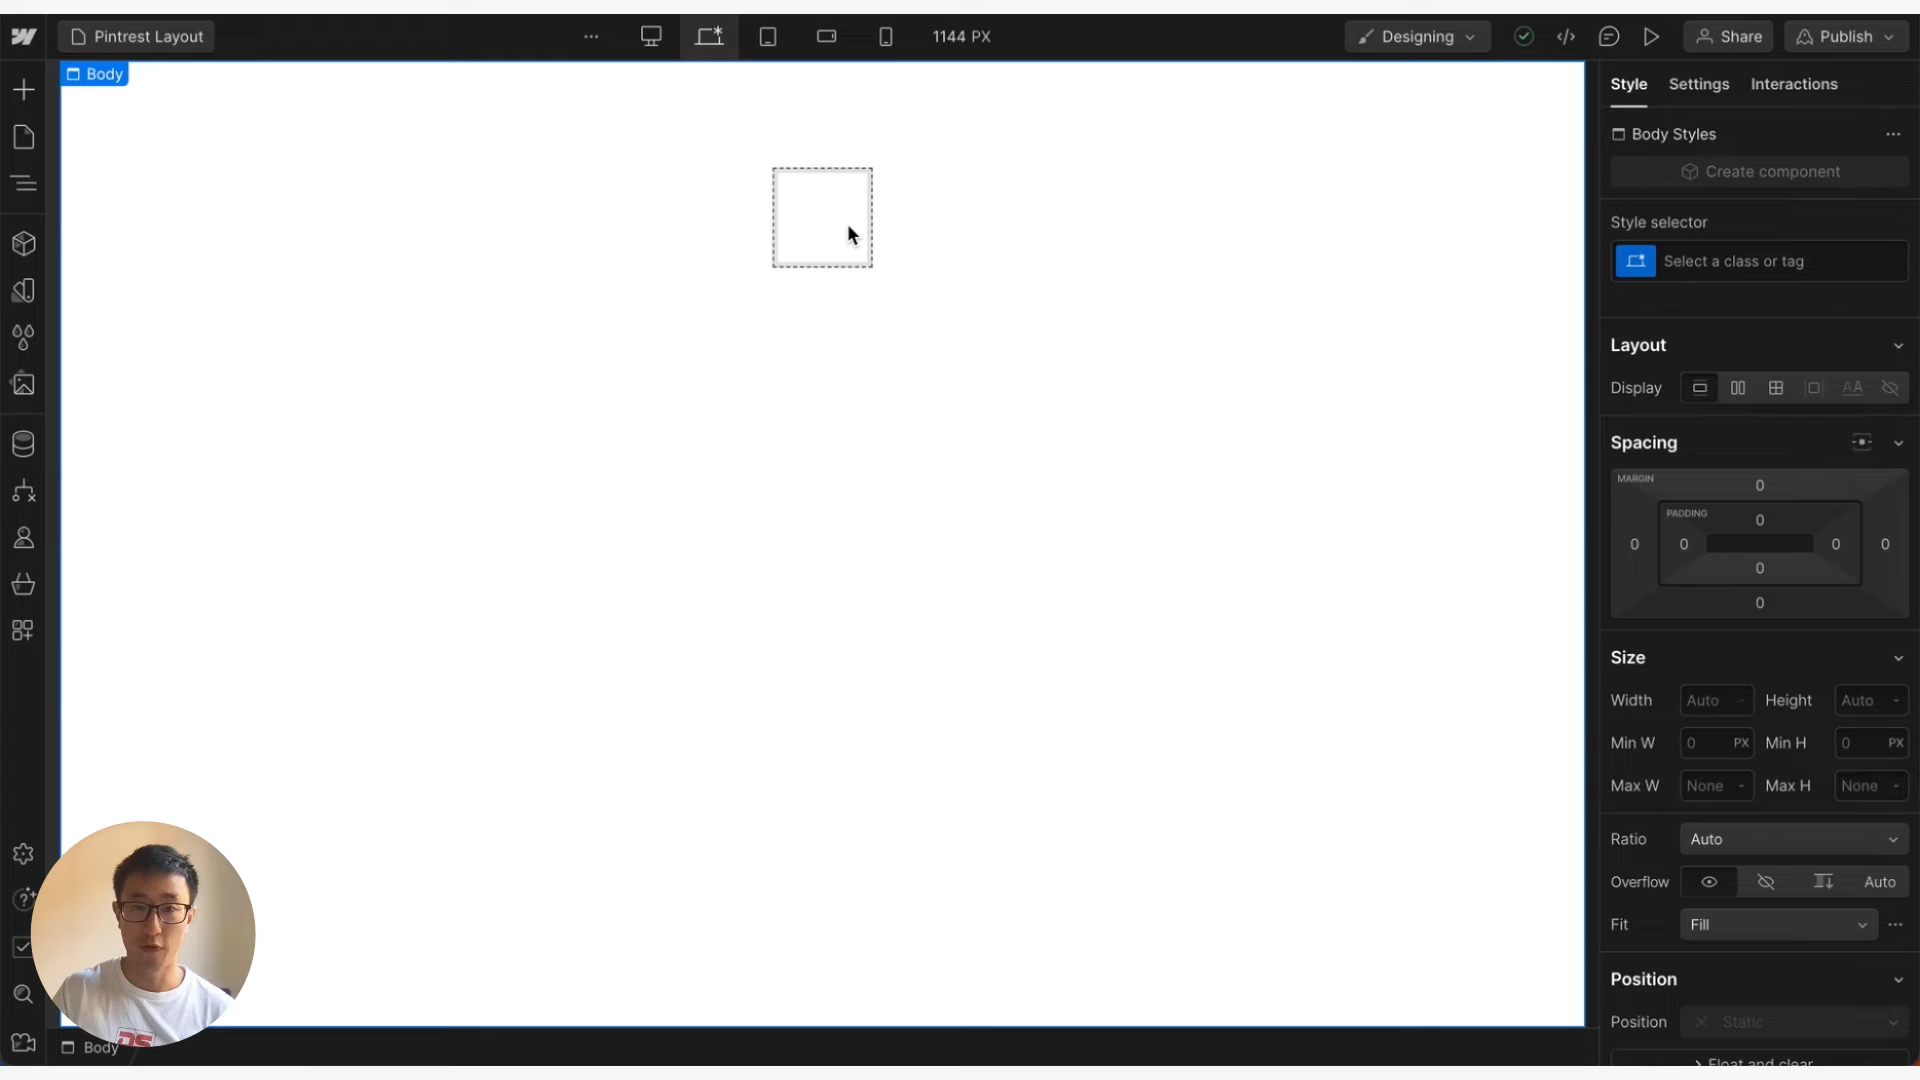 Pintrest Layout
1144 PX
Designing
Share
Publish
Body
Style
Settings
Interactions
Body Styles
Create component
Style selector
Select a class or tag
Layout
Display
AA
Spacing
MARGIN
0
PADDING
0
0
0
0
0
0
0
Size
Width
Auto
-
Height
Auto
-
Min W
0
PX
Min H
0
PX
Max W
None
-
Max H
None
-
Ratio
Auto
Overflow
Auto
Fit
Fill
Position
Position
Static
Float and clear
Body
DS